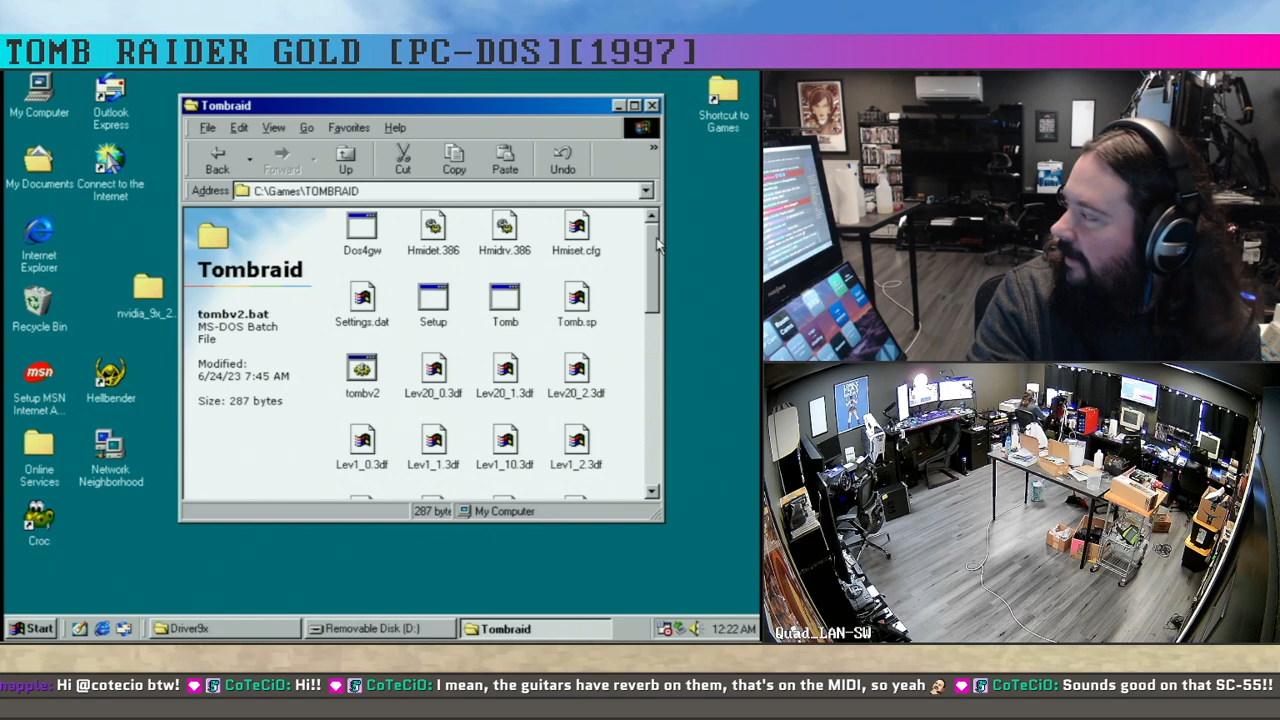 TOMB RAIDER GOLD [PC-DOS][1997]
My Computer
Outlook
Express
Shortcut to
Games
My Documents
Connect to the
Internet
Internet
Explorer
nvidia_9x_2...
Recycle Bin
Setup MSN
Internet A...
Hellbender
Online
Services
Network
Neighborhood
Croc
Tombraid
File Edit View Go Favorites Help
Back Forward Up Cut Copy Paste Undo
Address C:\Games\TOMBRAID
Tombraid
tombv2.bat
MS-DOS Batch
File
Modified:
6/24/23 7:45 AM
Size: 287 bytes
Dos4gw Hmidet.386 Hmidrv.386 Hmiset.cfg
Settings.dat Setup Tomb Tomb.sp
tombv2 Lev20_0.3df Lev20_1.3df Lev20_2.3df
Lev1_0.3df Lev1_1.3df Lev1_10.3df Lev1_2.3df
287 byte My Computer
Start Driver9x Removable Disk (D:) Tombraid 12:22 AM
Quad_LAN-SW
napple: Hi @cotecio btw! CoTeCiO: Hi!! CoTeCiO: I mean, the guitars have reverb on them, that's on the MIDI, so yeah CoTeCiO: Sounds good on that SC-55!!